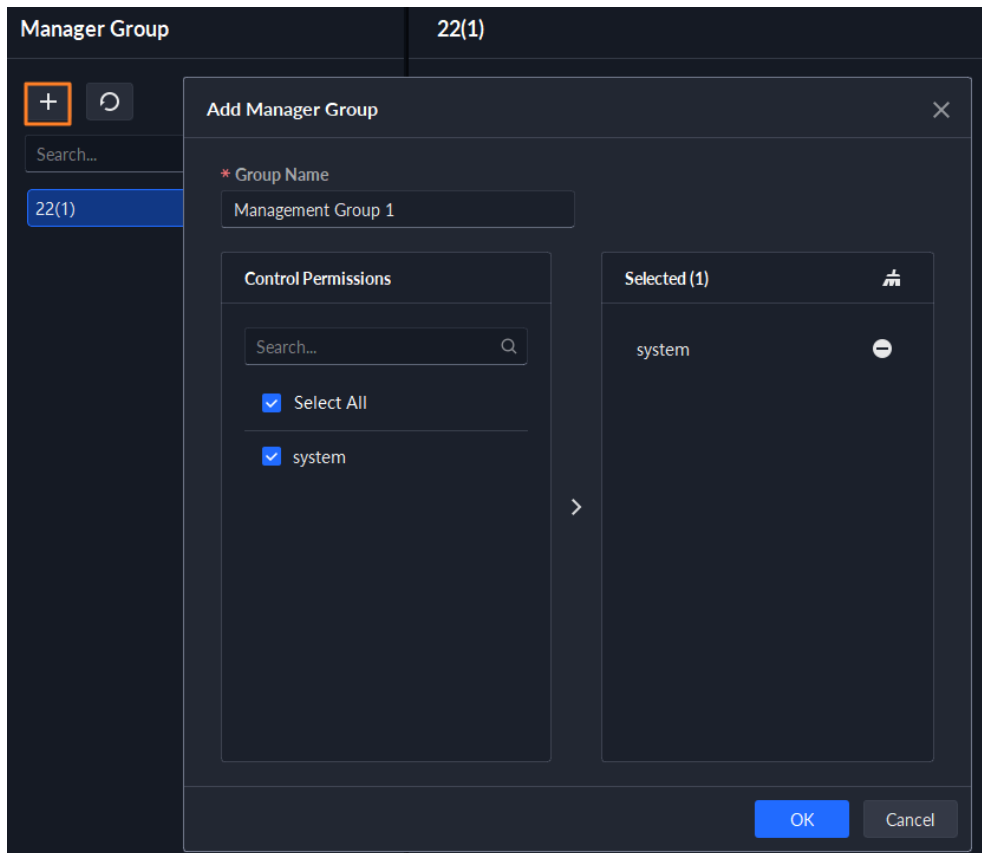 Manager Group
22(1)
Add Manager Group
Search...
* Group Name
22(1)
Management Group 1
Control Permissions
Selected (1)
Search...
system
Select All
system
OK
Cancel